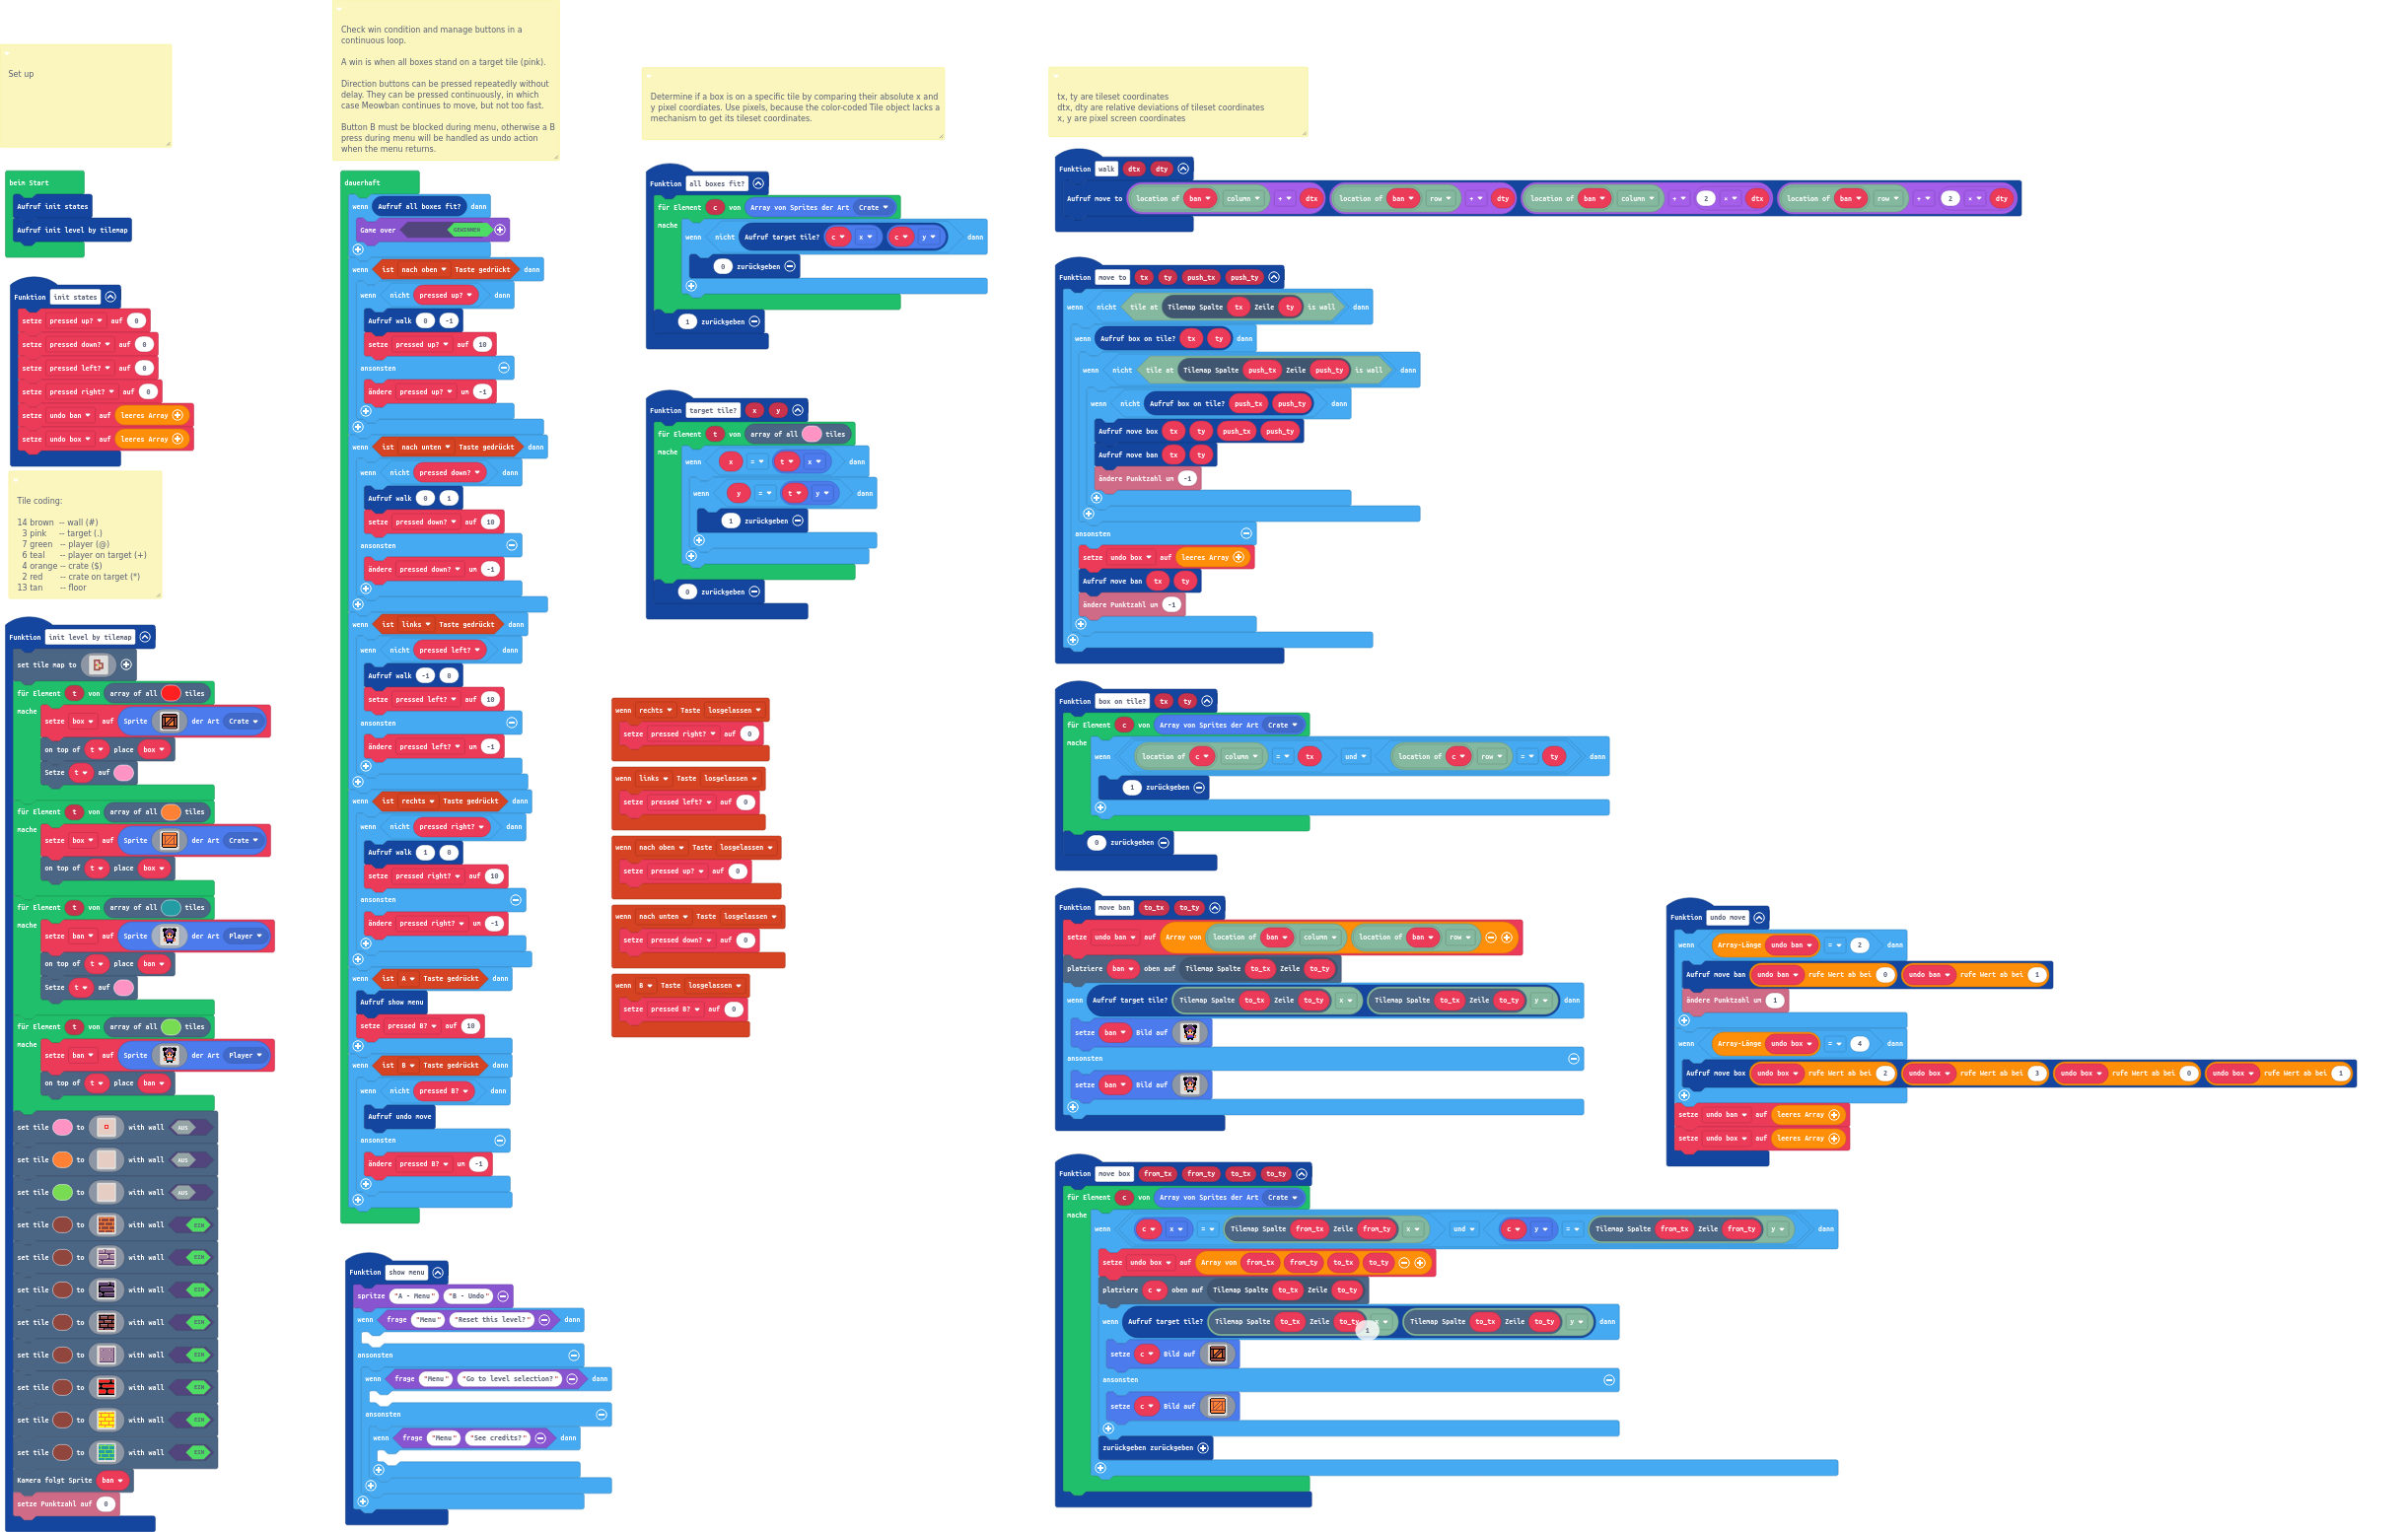 Set up
beim Start
Aufruf init states
Aufruf init level by tilemap
Funktion init states
setze pressed up? auf 0
setze pressed down? auf 0
setze pressed left? auf 0
setze pressed right? auf 0
setze undo ban auf leeres Array
setze undo box auf leeres Array
Tile coding:
14 brown -- wall (#)
3 pink -- target (.)
7 green -- player (@)
6 teal -- player on target (+)
4 orange -- crate ($)
2 red -- crate on target (*)
13 tan -- floor
Funktion init level by tilemap
set tile map to
für Element t von array of all tiles
mache
setze box auf Sprite der Art Crate
on top of t place box
Setze t auf
für Element t von array of all tiles
mache
setze box auf Sprite der Art Crate
on top of t place box
für Element t von array of all tiles
mache
setze ban auf Sprite der Art Player
on top of t place ban
Setze t auf
für Element t von array of all tiles
mache
setze ban auf Sprite der Art Player
on top of t place ban
set tile to with wall AUS
set tile to with wall AUS
set tile to with wall AUS
set tile to with wall EIN
set tile to with wall EIN
set tile to with wall EIN
set tile to with wall EIN
set tile to with wall EIN
set tile to with wall EIN
set tile to with wall EIN
set tile to with wall EIN
Kamera folgt Sprite ban
setze Punktzahl auf 0
Check win condition and manage buttons in a
continuous loop.
A win is when all boxes stand on a target tile (pink).
Direction buttons can be pressed repeatedly without
delay. They can be pressed continuously, in which
case Meowban continues to move, but not too fast.
Button B must be blocked during menu, otherwise a B
press during menu will be handled as undo action
when the menu returns.
dauerhaft
wenn Aufruf all boxes fit? dann
Game over GEWINNEN
wenn ist nach oben Taste gedrückt dann
wenn nicht pressed up? dann
Aufruf walk 0 -1
setze pressed up? auf 10
ansonsten
ändere pressed up? um -1
wenn ist nach unten Taste gedrückt dann
wenn nicht pressed down? dann
Aufruf walk 0 1
setze pressed down? auf 10
ansonsten
ändere pressed down? um -1
wenn ist links Taste gedrückt dann
wenn nicht pressed left? dann
Aufruf walk -1 0
setze pressed left? auf 10
ansonsten
ändere pressed left? um -1
wenn ist rechts Taste gedrückt dann
wenn nicht pressed right? dann
Aufruf walk 1 0
setze pressed right? auf 10
ansonsten
ändere pressed right? um -1
wenn ist A Taste gedrückt dann
Aufruf show menu
setze pressed B? auf 10
wenn ist B Taste gedrückt dann
wenn nicht pressed B? dann
Aufruf undo move
ansonsten
ändere pressed B? um -1
Funktion show menu
spritze "A - Menu" "B - Undo"
wenn frage "Menu" "Reset this level?" dann
ansonsten
wenn frage "Menu" "Go to level selection?" dann
ansonsten
wenn frage "Menu" "See credits?" dann
Determine if a box is on a specific tile by comparing their absolute x and
y pixel coordiates. Use pixels, because the color-coded Tile object lacks a
mechanism to get its tileset coordinates.
Funktion all boxes fit?
für Element c von Array von Sprites der Art Crate
mache
wenn nicht Aufruf target tile? c x c y dann
0 zurückgeben
1 zurückgeben
Funktion target tile? x y
für Element t von array of all tiles
mache
wenn x = t x dann
wenn y = t y dann
1 zurückgeben
0 zurückgeben
wenn rechts Taste losgelassen
setze pressed right? auf 0
wenn links Taste losgelassen
setze pressed left? auf 0
wenn nach oben Taste losgelassen
setze pressed up? auf 0
wenn nach unten Taste losgelassen
setze pressed down? auf 0
wenn B Taste losgelassen
setze pressed B? auf 0
tx, ty are tileset coordinates
dtx, dty are relative deviations of tileset coordinates
x, y are pixel screen coordinates
Funktion walk dtx dty
Aufruf move to location of ban column + dtx location of ban row + dty location of ban column + 2 × dtx location of ban row + 2 × dty
Funktion move to tx ty push_tx push_ty
wenn nicht tile at Tilemap Spalte tx Zeile ty is wall dann
wenn Aufruf box on tile? tx ty dann
wenn nicht tile at Tilemap Spalte push_tx Zeile push_ty is wall dann
wenn nicht Aufruf box on tile? push_tx push_ty dann
Aufruf move box tx ty push_tx push_ty
Aufruf move ban tx ty
ändere Punktzahl um -1
ansonsten
setze undo box auf leeres Array
Aufruf move ban tx ty
ändere Punktzahl um -1
Funktion box on tile? tx ty
für Element c von Array von Sprites der Art Crate
mache
wenn location of c column = tx und location of c row = ty dann
1 zurückgeben
0 zurückgeben
Funktion move ban to_tx to_ty
setze undo ban auf Array von location of ban column location of ban row
platziere ban oben auf Tilemap Spalte to_tx Zeile to_ty
wenn Aufruf target tile? Tilemap Spalte to_tx Zeile to_ty x Tilemap Spalte to_tx Zeile to_ty y dann
setze ban Bild auf
ansonsten
setze ban Bild auf
Funktion move box from_tx from_ty to_tx to_ty
für Element c von Array von Sprites der Art Crate
mache
wenn c x = Tilemap Spalte from_tx Zeile from_ty x und c y = Tilemap Spalte from_tx Zeile from_ty y dann
setze undo box auf Array von from_tx from_ty to_tx to_ty
platziere c oben auf Tilemap Spalte to_tx Zeile to_ty
wenn Aufruf target tile? Tilemap Spalte to_tx Zeile to_ty Tilemap Spalte to_tx Zeile to_ty y dann
1
setze c Bild auf
ansonsten
setze c Bild auf
zurückgeben zurückgeben
Funktion undo move
wenn Array-Länge undo ban = 2 dann
Aufruf move ban undo ban rufe Wert ab bei 0 undo ban rufe Wert ab bei 1
ändere Punktzahl um 1
wenn Array-Länge undo box = 4 dann
Aufruf move box undo box rufe Wert ab bei 2 undo box rufe Wert ab bei 3 undo box rufe Wert ab bei 0 undo box rufe Wert ab bei 1
setze undo ban auf leeres Array
setze undo box auf leeres Array